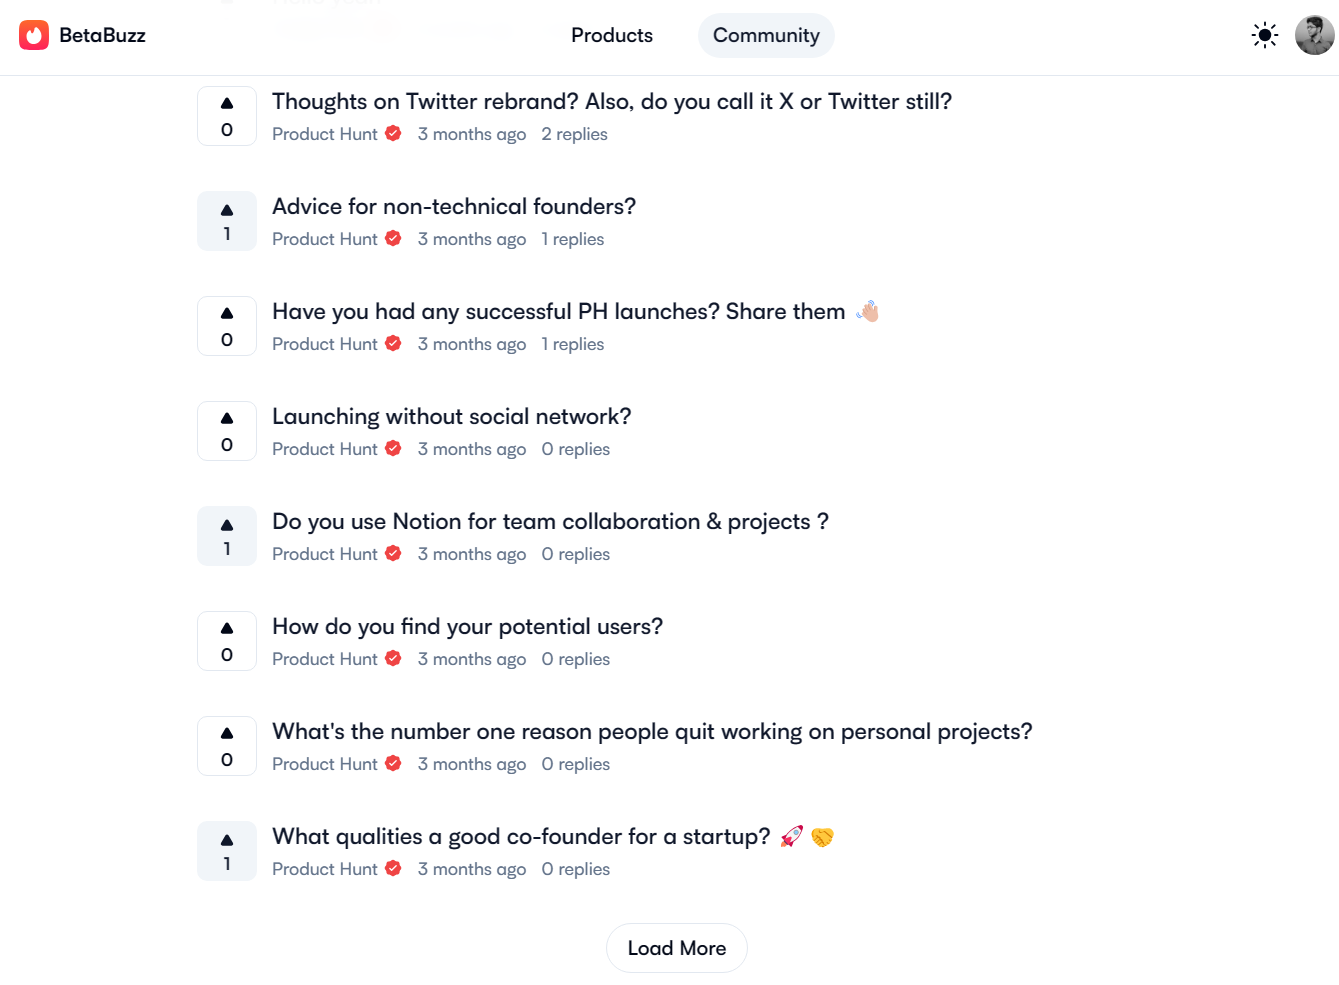 BetaBuzz
Products
Community
Thoughts on Twitter rebrand? Also, do you call it X or Twitter still?
0
Product Hunt 3 months ago 2 replies
Advice for non-technical founders?
1
Product Hunt 3 months ago 1 replies
Have you had any successful PH launches? Share them 👋🏻
0
Product Hunt 3 months ago 1 replies
Launching without social network?
0
Product Hunt 3 months ago 0 replies
Do you use Notion for team collaboration & projects ?
1
Product Hunt 3 months ago 0 replies
How do you find your potential users?
0
Product Hunt 3 months ago 0 replies
What's the number one reason people quit working on personal projects?
0
Product Hunt 3 months ago 0 replies
What qualities a good co-founder for a startup? 🚀 🤝
1
Product Hunt 3 months ago 0 replies
Load More